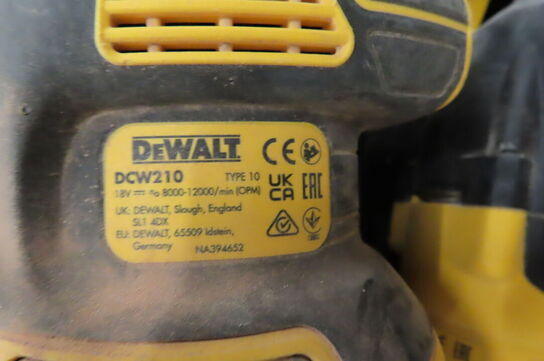 DEWALT CE
DCW210 TYPE 10
18V ⎓ n₀ 8000-12000/min (OPM) UK CA EAC
UK: DEWALT, Slough, England
SL1 4DX
EU: DEWALT, 65509 Idstein,
Germany NA394652